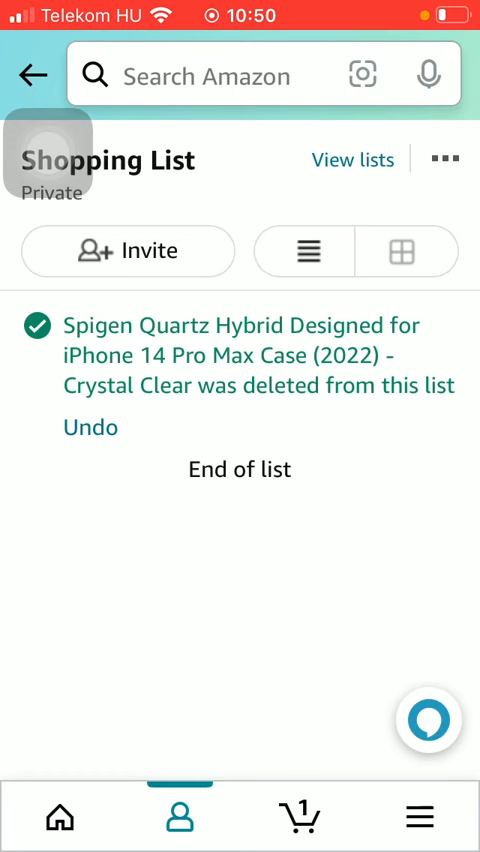 Telekom HU 10:50
Search Amazon
Shopping List View lists
Private
Invite
Spigen Quartz Hybrid Designed for
iPhone 14 Pro Max Case (2022) -
Crystal Clear was deleted from this list
Undo
End of list
1